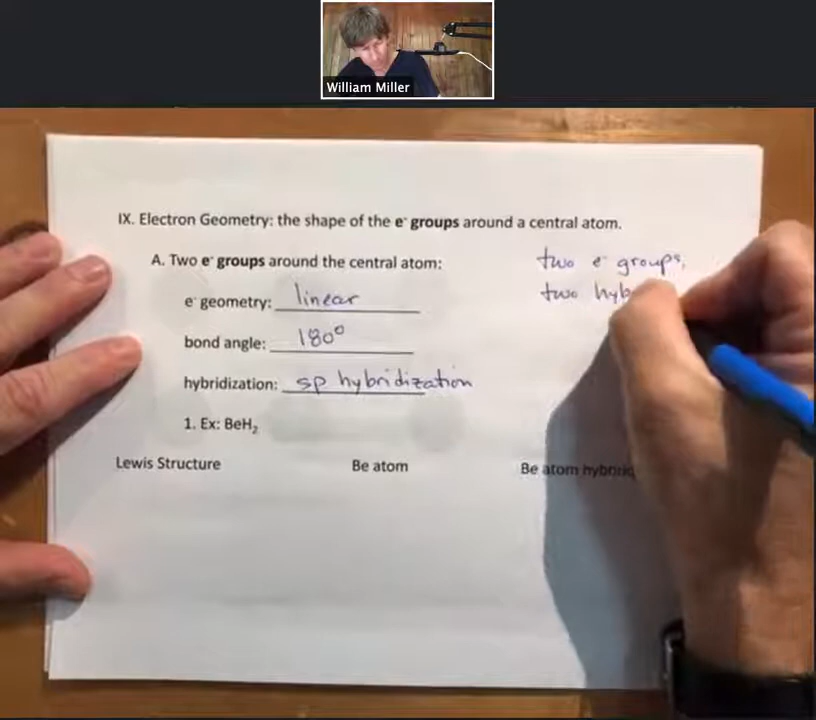 William Miller
IX. Electron Geometry: the shape of the e⁻ groups around a central atom.
A. Two e⁻ groups around the central atom:
two e⁻ groups,
e⁻ geometry: linear
two hyb
bond angle: 180°
hybridization: sp hybridization
1. Ex: BeH₂
Lewis Structure Be atom Be atom